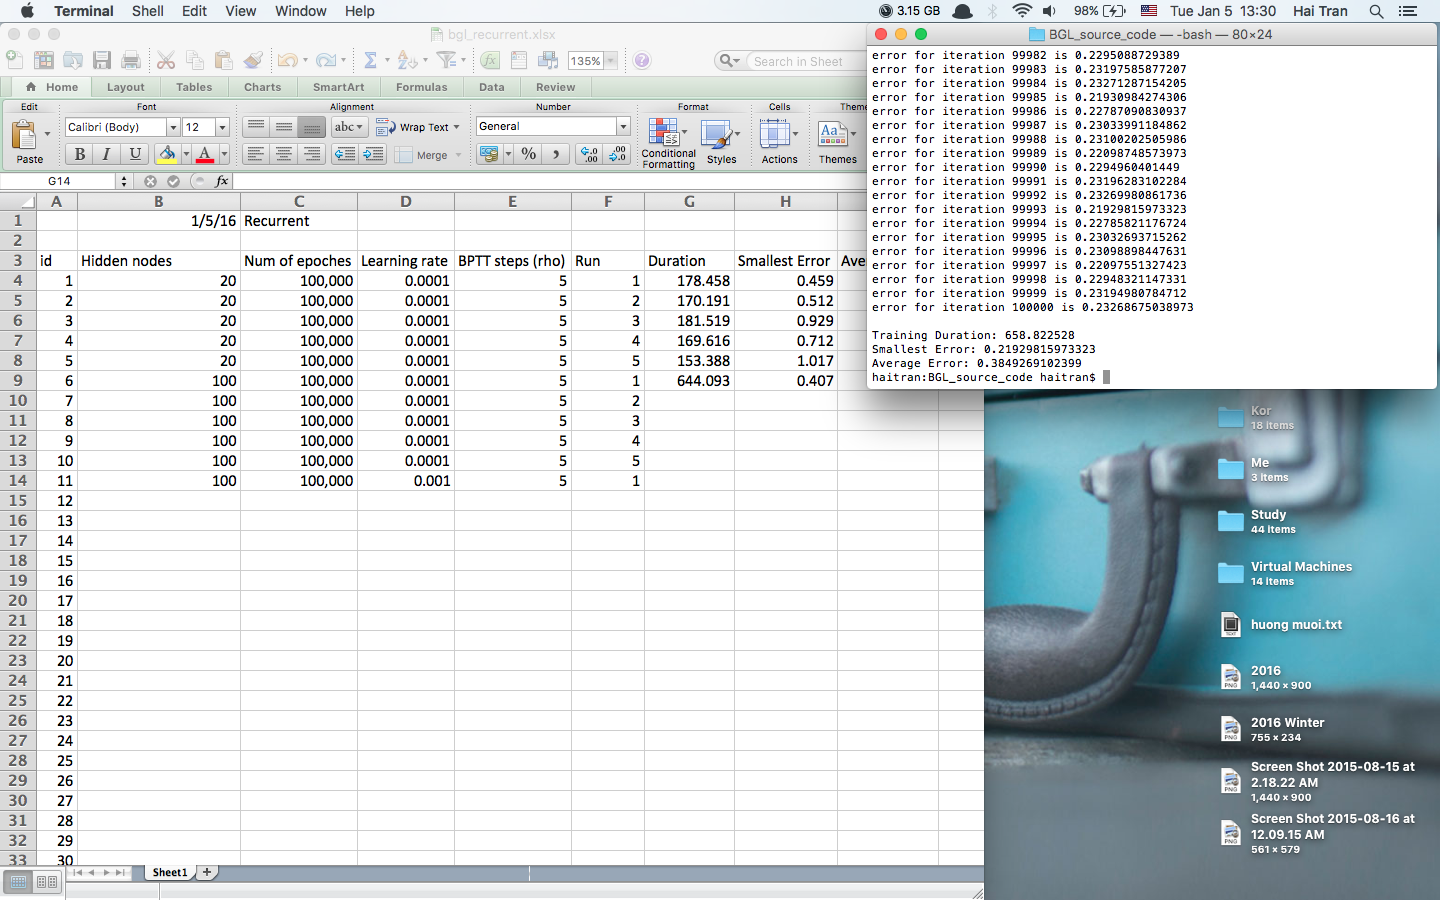 Terminal Shell Edit View Window Help 3.15 GB 98% Tue Jan 5 13:30 Hai Tran
bgl_recurrent.xlsx
135% Search in Sheet
Home Layout Tables Charts SmartArt Formulas Data Review
Edit Font Alignment Number Format Cells Theme
Calibri (Body) 12 abc Wrap Text General
Paste B I U A Merge % Conditional Formatting Styles Actions Aa Themes
G14 fx
A B C D E F G H
1 1/5/16 Recurrent
2
3 id Hidden nodes Num of epoches Learning rate BPTT steps (rho) Run Duration Smallest Error Ave
4 1 20 100,000 0.0001 5 1 178.458 0.459
5 2 20 100,000 0.0001 5 2 170.191 0.512
6 3 20 100,000 0.0001 5 3 181.519 0.929
7 4 20 100,000 0.0001 5 4 169.616 0.712
8 5 20 100,000 0.0001 5 5 153.388 1.017
9 6 100 100,000 0.0001 5 1 644.093 0.407
10 7 100 100,000 0.0001 5 2
11 8 100 100,000 0.0001 5 3
12 9 100 100,000 0.0001 5 4
13 10 100 100,000 0.0001 5 5
14 11 100 100,000 0.001 5 1
15 12
16 13
17 14
18 15
19 16
20 17
21 18
22 19
23 20
24 21
25 22
26 23
27 24
28 25
29 26
30 27
31 28
32 29
33 30
Sheet1
BGL_source_code — -bash — 80×24
error for iteration 99982 is 0.2295088729389
error for iteration 99983 is 0.23197585877207
error for iteration 99984 is 0.23271287154205
error for iteration 99985 is 0.21930984274306
error for iteration 99986 is 0.22787090830937
error for iteration 99987 is 0.23033991184862
error for iteration 99988 is 0.23100202505986
error for iteration 99989 is 0.22098748573973
error for iteration 99990 is 0.2294960401449
error for iteration 99991 is 0.23196283102284
error for iteration 99992 is 0.23269980861736
error for iteration 99993 is 0.21929815973323
error for iteration 99994 is 0.22785821176724
error for iteration 99995 is 0.23032693715262
error for iteration 99996 is 0.23098898447631
error for iteration 99997 is 0.22097551327423
error for iteration 99998 is 0.22948321147331
error for iteration 99999 is 0.23194980784712
error for iteration 100000 is 0.23268675038973
Training Duration: 658.822528
Smallest Error: 0.21929815973323
Average Error: 0.3849269102399
haitran:BGL_source_code haitran$
Kor
18 items
Me
3 items
Study
44 items
Virtual Machines
14 items
TEXT
huong muoi.txt
PNG
2016
1,440 × 900
PNG
2016 Winter
755 × 234
PNG
Screen Shot 2015-08-15 at
2.18.22 AM
1,440 × 900
PNG
Screen Shot 2015-08-16 at
12.09.15 AM
561 × 579